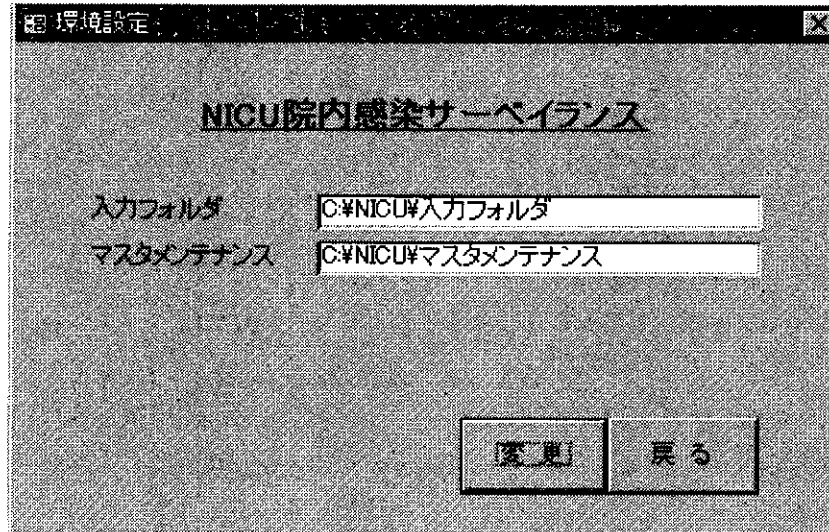 環境設定
NICU院内感染サーベイランス
入力フォルダ C:¥NICU¥入力フォルダ
マスタメンテナンス C:¥NICU¥マスタメンテナンス
変更 戻る